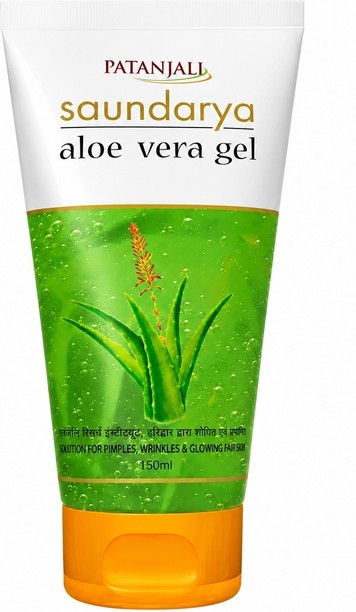 PATANJALI
saundarya
aloe vera gel
पतंजलि रिसर्च इंस्टीटयूट, हरिद्वार द्वारा शोधित एवं प्रमाणित
SOLUTION FOR PIMPLES, WRINKLES & GLOWING FAIR SKIN
150ml